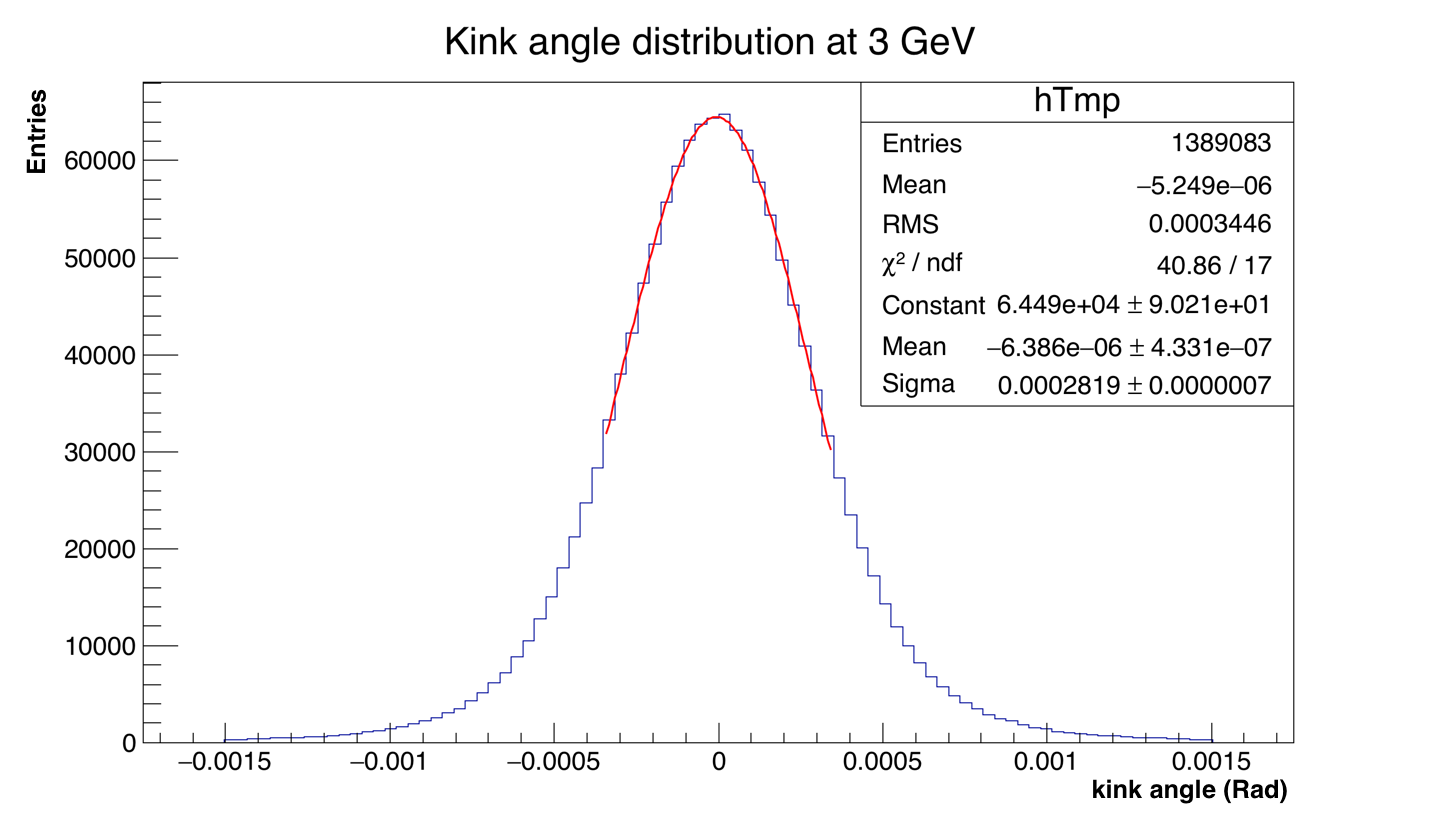 Kink angle distribution at 3 GeV
Entries
hTmp
Entries 1389083
Mean −5.249e−06
RMS 0.0003446
χ² / ndf 40.86 / 17
Constant 6.449e+04 ± 9.021e+01
Mean −6.386e−06 ± 4.331e−07
Sigma 0.0002819 ± 0.0000007
60000
50000
40000
30000
20000
10000
0
−0.0015 −0.001 −0.0005 0 0.0005 0.001 0.0015
kink angle (Rad)